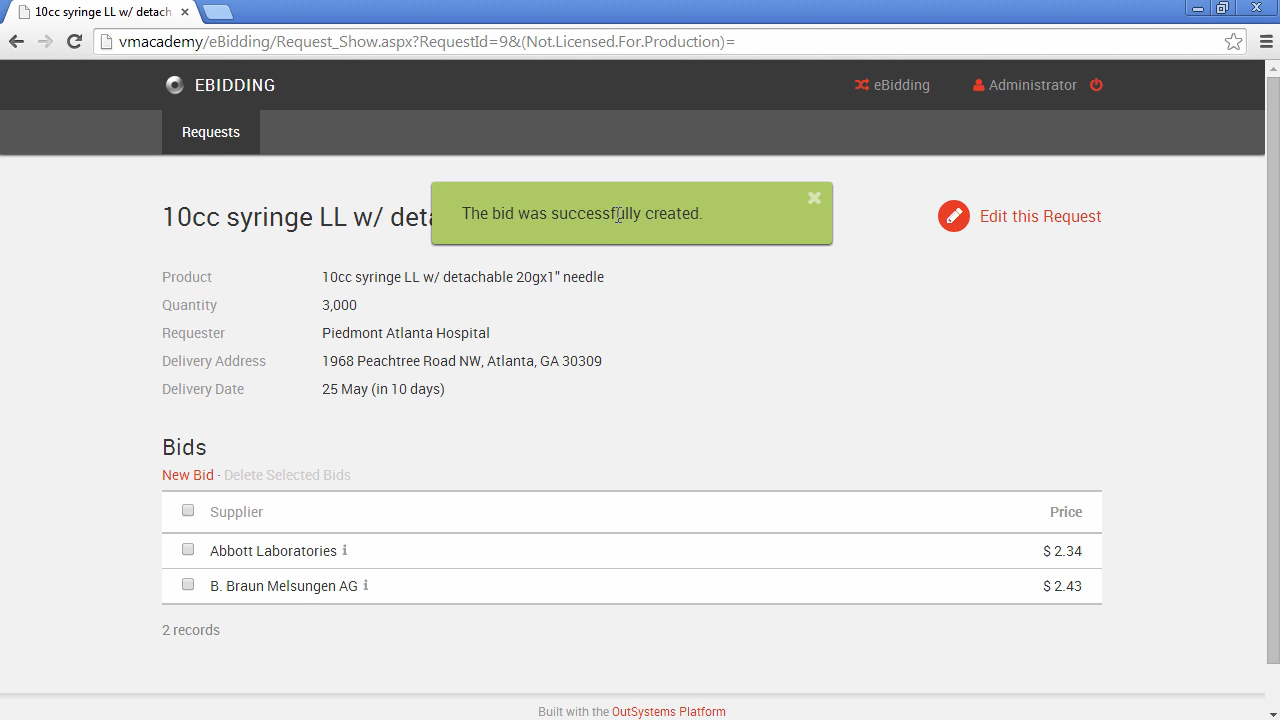 10cc syringe LL w/ detach
vmacademy/eBidding/Request_Show.aspx?RequestId=9&(Not.Licensed.For.Production)=
EBIDDING
eBidding
Administrator
Requests
10cc syringe LL w/ deta
The bid was successfully created.
Edit this Request
Product 10cc syringe LL w/ detachable 20gx1" needle
Quantity 3,000
Requester Piedmont Atlanta Hospital
Delivery Address 1968 Peachtree Road NW, Atlanta, GA 30309
Delivery Date 25 May (in 10 days)
Bids
New Bid · Delete Selected Bids
Supplier Price
Abbott Laboratories i $ 2.34
B. Braun Melsungen AG i $ 2.43
2 records
Built with the OutSystems Platform